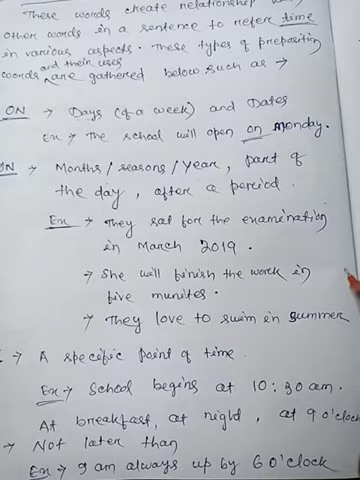 These words create relationship
other words in a sentence to refer time
in various aspects. These types of preposition
and their uses
words are gathered below such as →
ON → Days (of a week) and Dates
Ex → The school will open on Monday.
→ Months / seasons / Year, part of
the day, after a period.
Ex → They sat for the examination
in March 2019.
→ She will finish the work in
five munites.
→ They love to swim in summer
→ A specific point of time.
Ex → School begins at 10:30 am.
At breakfast, at night, at 9 o'clock
→ Not later than
Ex → I am always up by 6 o'clock